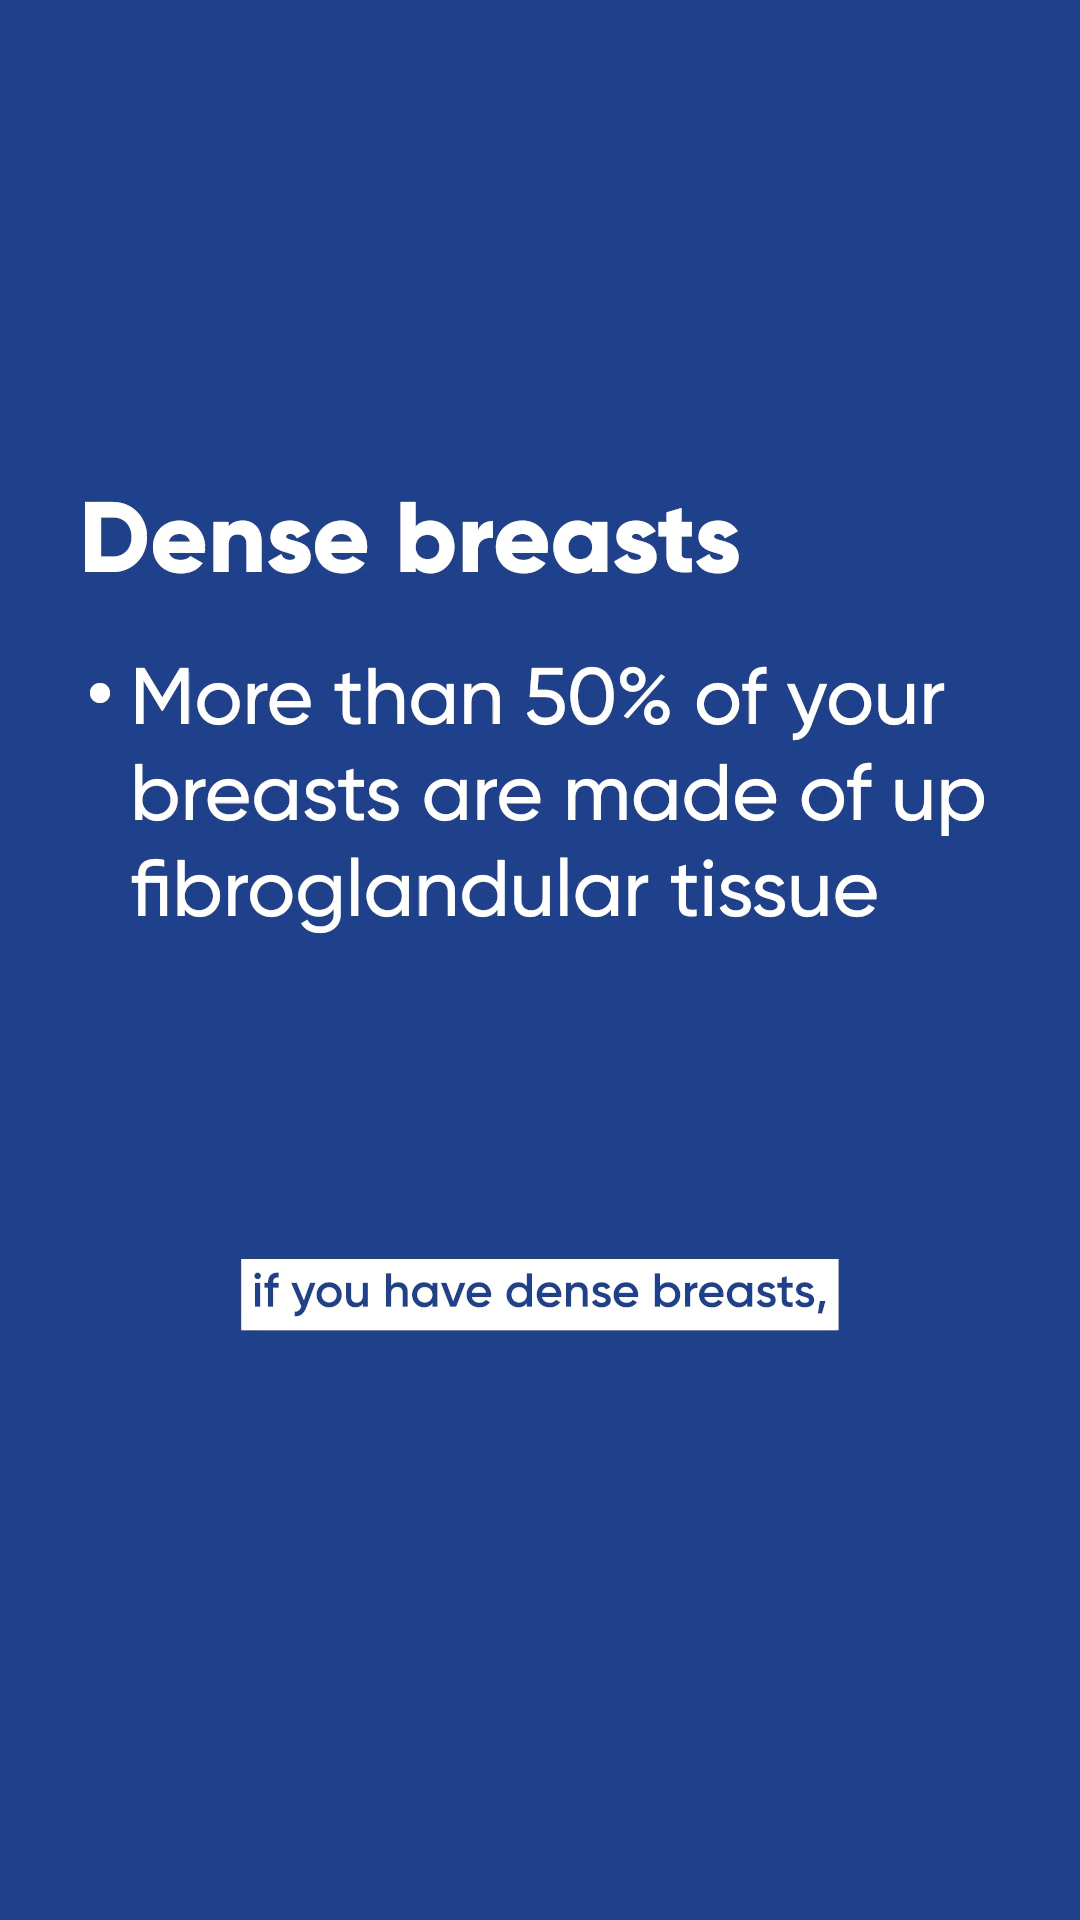 Dense breasts
• More than 50% of your
breasts are made of up
fibroglandular tissue
if you have dense breasts,